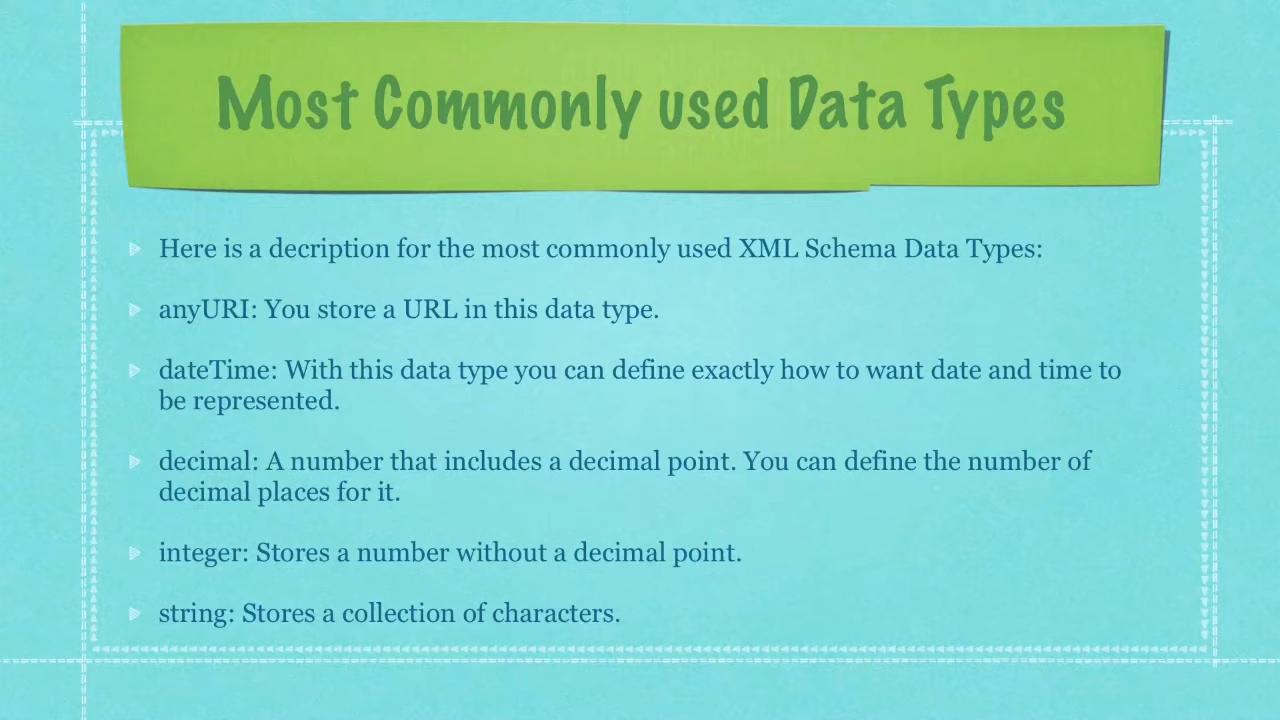 Most Commonly used Data Types
Here is a decription for the most commonly used XML Schema Data Types:
anyURI: You store a URL in this data type.
dateTime: With this data type you can define exactly how to want date and time to
be represented.
decimal: A number that includes a decimal point. You can define the number of
decimal places for it.
integer: Stores a number without a decimal point.
string: Stores a collection of characters.